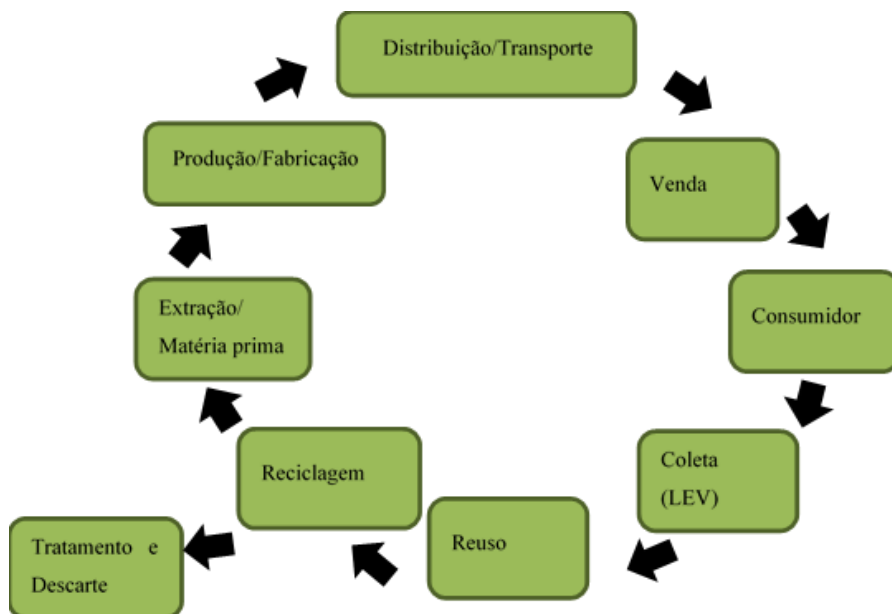 Distribuição/Transporte
Produção/Fabricação
Venda
Extração/
Matéria prima
Consumidor
Coleta
(LEV)
Reciclagem
Reuso
Tratamento e
Descarte